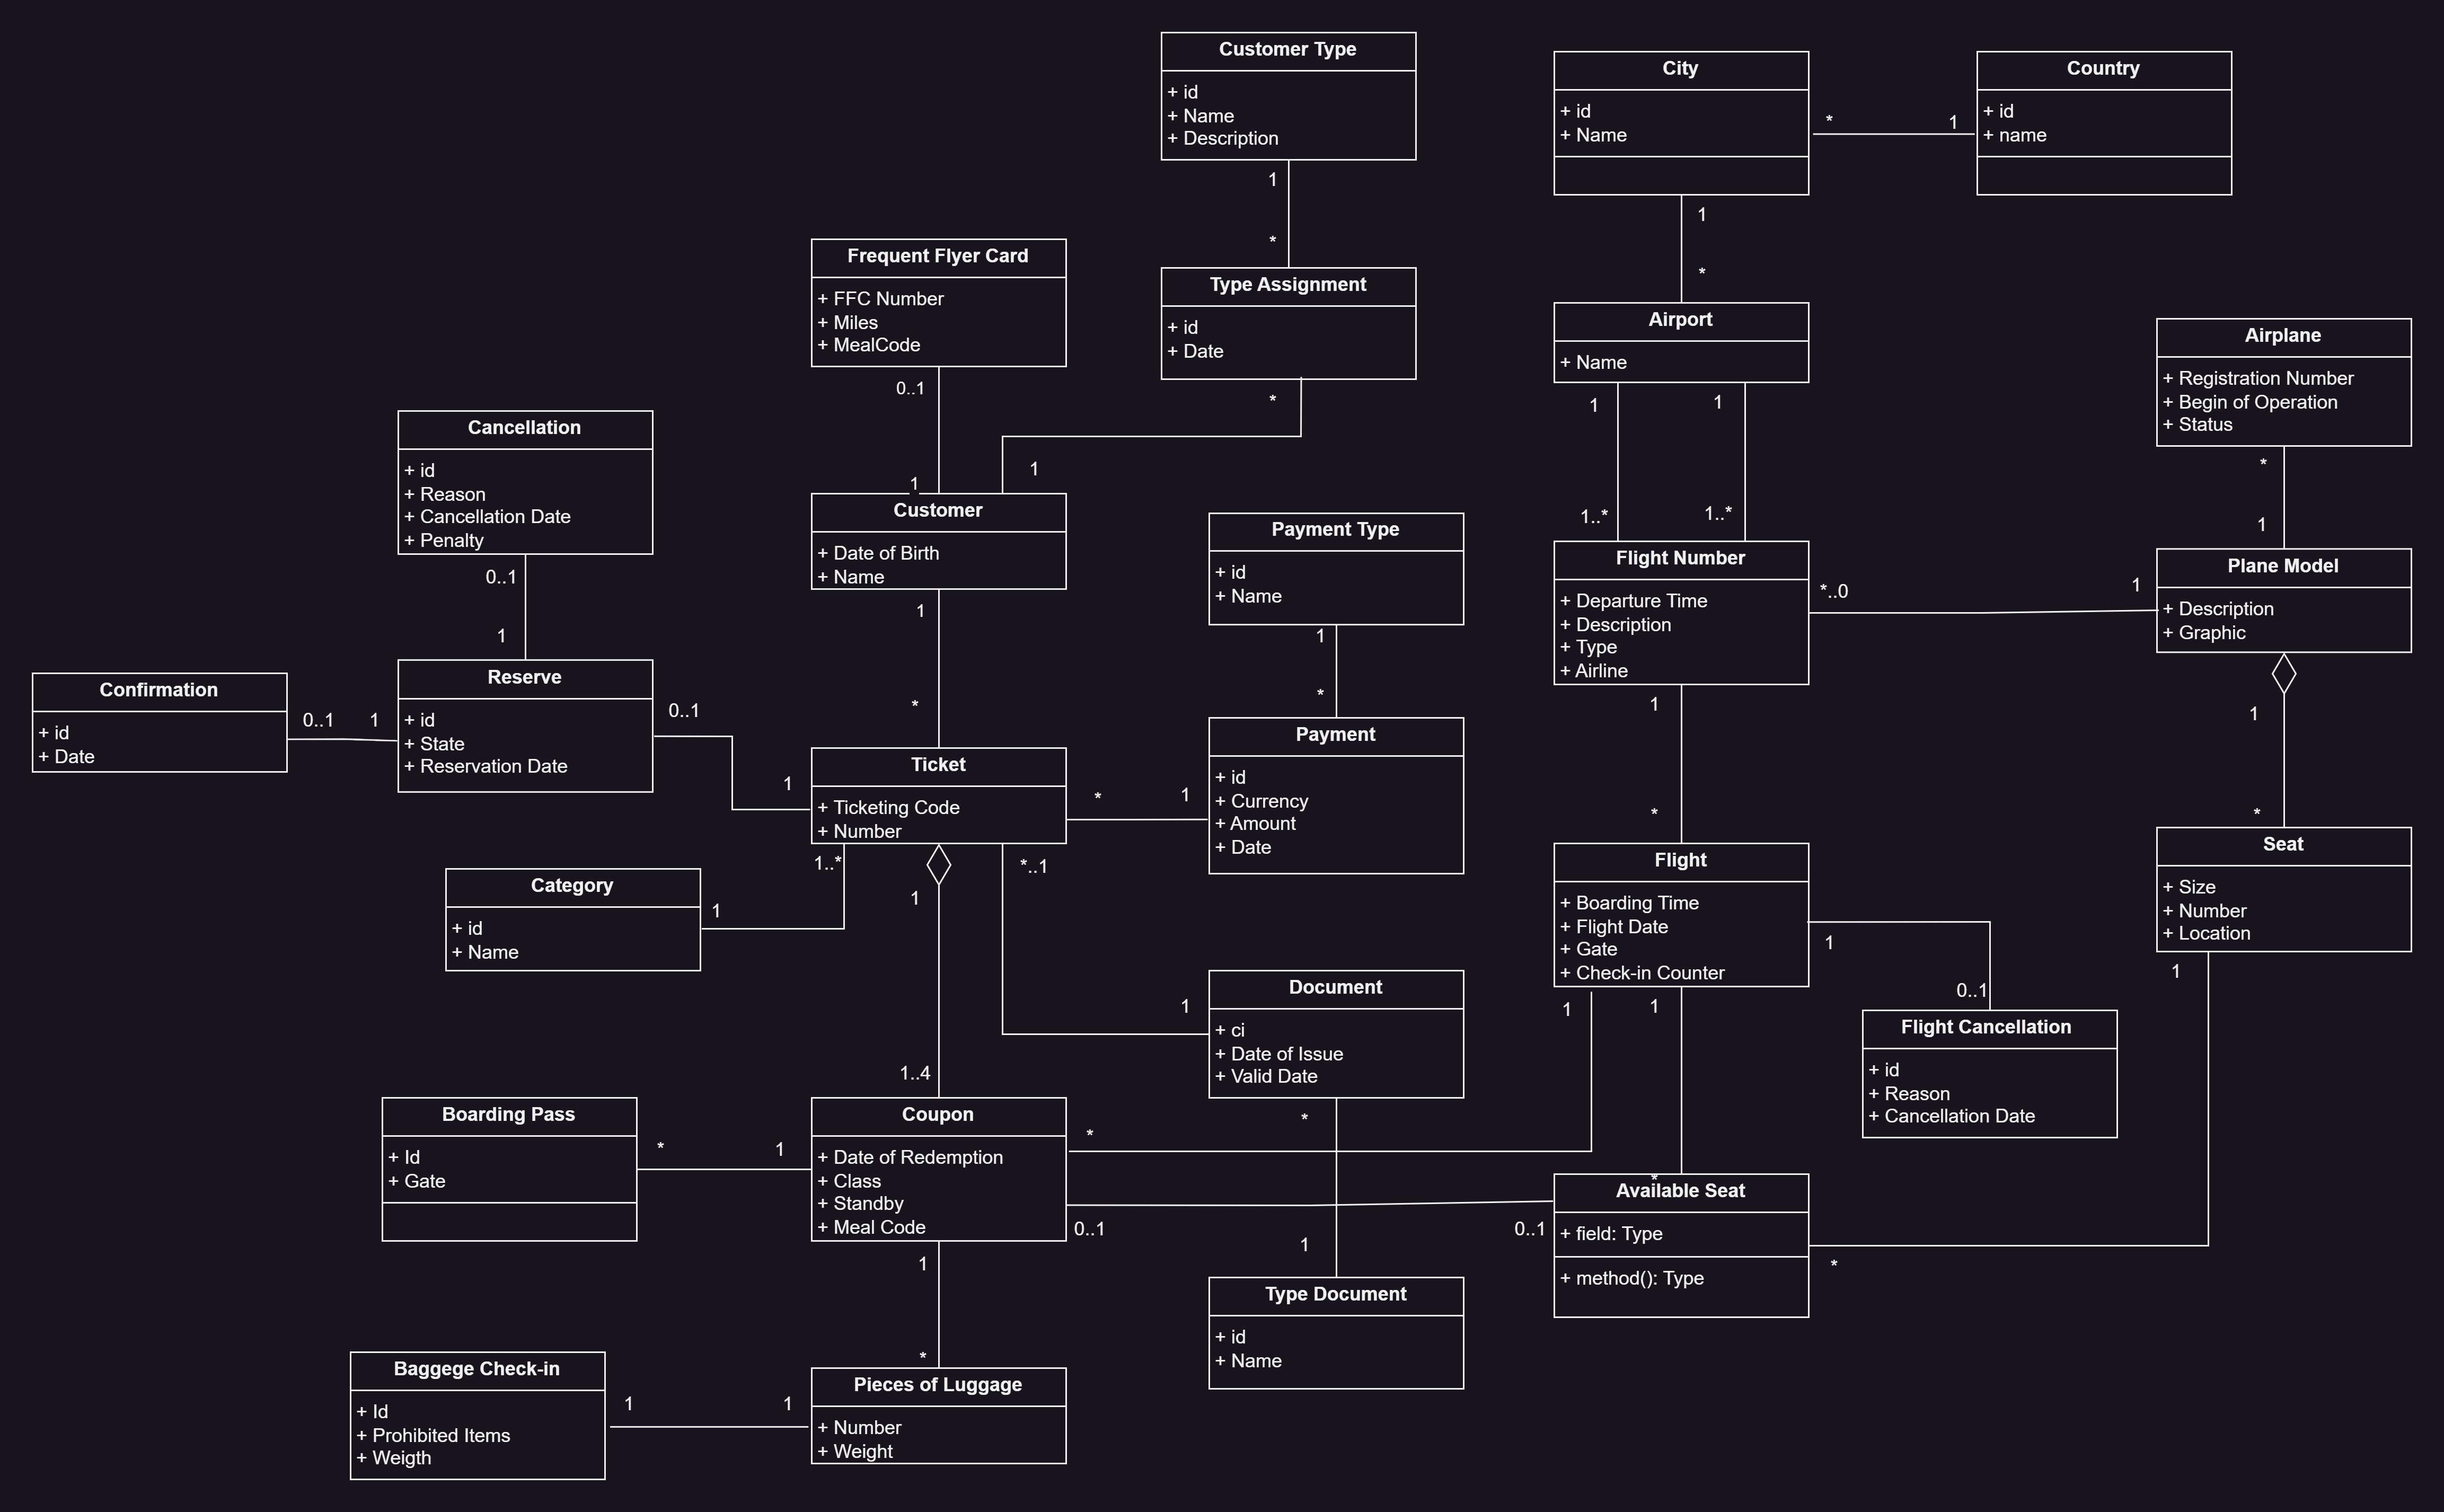 Customer Type
+ id
+ Name
+ Description
1
*
City
+ id
+ Name
*
1
Country
+ id
+ name
1
*
Frequent Flyer Card
+ FFC Number
+ Miles
+ MealCode
0..1
1
Type Assignment
+ id
+ Date
*
1
Airport
+ Name
1
1
1..*
1..*
Airplane
+ Registration Number
+ Begin of Operation
+ Status
*
1
Cancellation
+ id
+ Reason
+ Cancellation Date
+ Penalty
0..1
1
Customer
+ Date of Birth
+ Name
1
*
Payment Type
+ id
+ Name
1
*
Flight Number
+ Departure Time
+ Description
+ Type
+ Airline
*..0
1
1
*
Plane Model
+ Description
+ Graphic
1
*
Confirmation
+ id
+ Date
0..1
1
Reserve
+ id
+ State
+ Reservation Date
0..1
1
Ticket
+ Ticketing Code
+ Number
*
1
1..*
1
*..1
Payment
+ id
+ Currency
+ Amount
+ Date
Category
+ id
+ Name
1
Flight
+ Boarding Time
+ Flight Date
+ Gate
+ Check-in Counter
1
0..1
1
1
Seat
+ Size
+ Number
+ Location
1
Document
+ ci
+ Date of Issue
+ Valid Date
1
*
1
Flight Cancellation
+ id
+ Reason
+ Cancellation Date
1..4
Boarding Pass
+ Id
+ Gate
*
1
Coupon
+ Date of Redemption
+ Class
+ Standby
+ Meal Code
*
0..1
0..1
1
*
*
Available Seat
+ field: Type
+ method(): Type
*
Type Document
+ id
+ Name
Baggege Check-in
+ Id
+ Prohibited Items
+ Weigth
1
1
Pieces of Luggage
+ Number
+ Weight